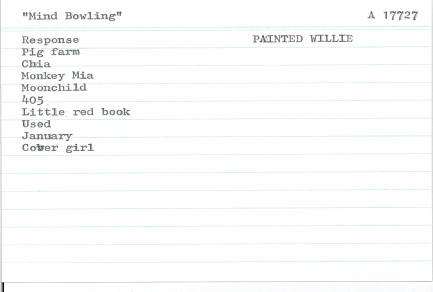 "Mind Bowling" A 17727
Response PAINTED WILLIE
Pig farm
Chia
Monkey Mia
Moonchild
405
Little red book
Used
January
Cover girl